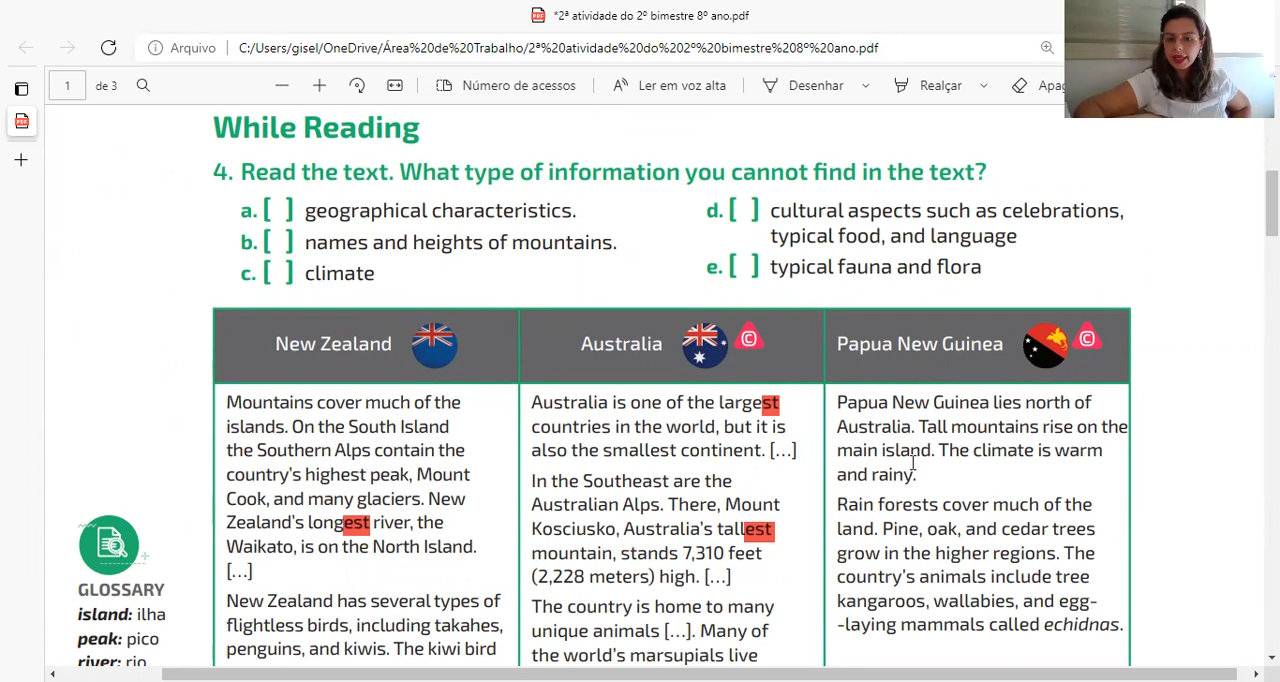 *2ª atividade do 2º bimestre 8º ano.pdf
Arquivo
C:/Users/gisel/OneDrive/Área%20de%20Trabalho/2ª%20atividade%20do%202º%20bimestre%208º%20ano.pdf
1 de 3
Número de acessos
Ler em voz alta
Desenhar
Realçar
Apag
While Reading
4. Read the text. What type of information you cannot find in the text?
a. [ ] geographical characteristics.
b. [ ] names and heights of mountains.
c. [ ] climate
d. [ ] cultural aspects such as celebrations,
typical food, and language
e. [ ] typical fauna and flora
New Zealand
Mountains cover much of the
islands. On the South Island
the Southern Alps contain the
country's highest peak, Mount
Cook, and many glaciers. New
Zealand's longest river, the
Waikato, is on the North Island.
[...]
New Zealand has several types of
flightless birds, including takahes,
penguins, and kiwis. The kiwi bird
Australia ©
Australia is one of the largest
countries in the world, but it is
also the smallest continent. [...]
In the Southeast are the
Australian Alps. There, Mount
Kosciusko, Australia's tallest
mountain, stands 7,310 feet
(2,228 meters) high. [...]
The country is home to many
unique animals [...]. Many of
the world's marsupials live
Papua New Guinea ©
Papua New Guinea lies north of
Australia. Tall mountains rise on the
main island. The climate is warm
and rainy.
Rain forests cover much of the
land. Pine, oak, and cedar trees
grow in the higher regions. The
country's animals include tree
kangaroos, wallabies, and egg-
-laying mammals called echidnas.
GLOSSARY
island: ilha
peak: pico
river: rio